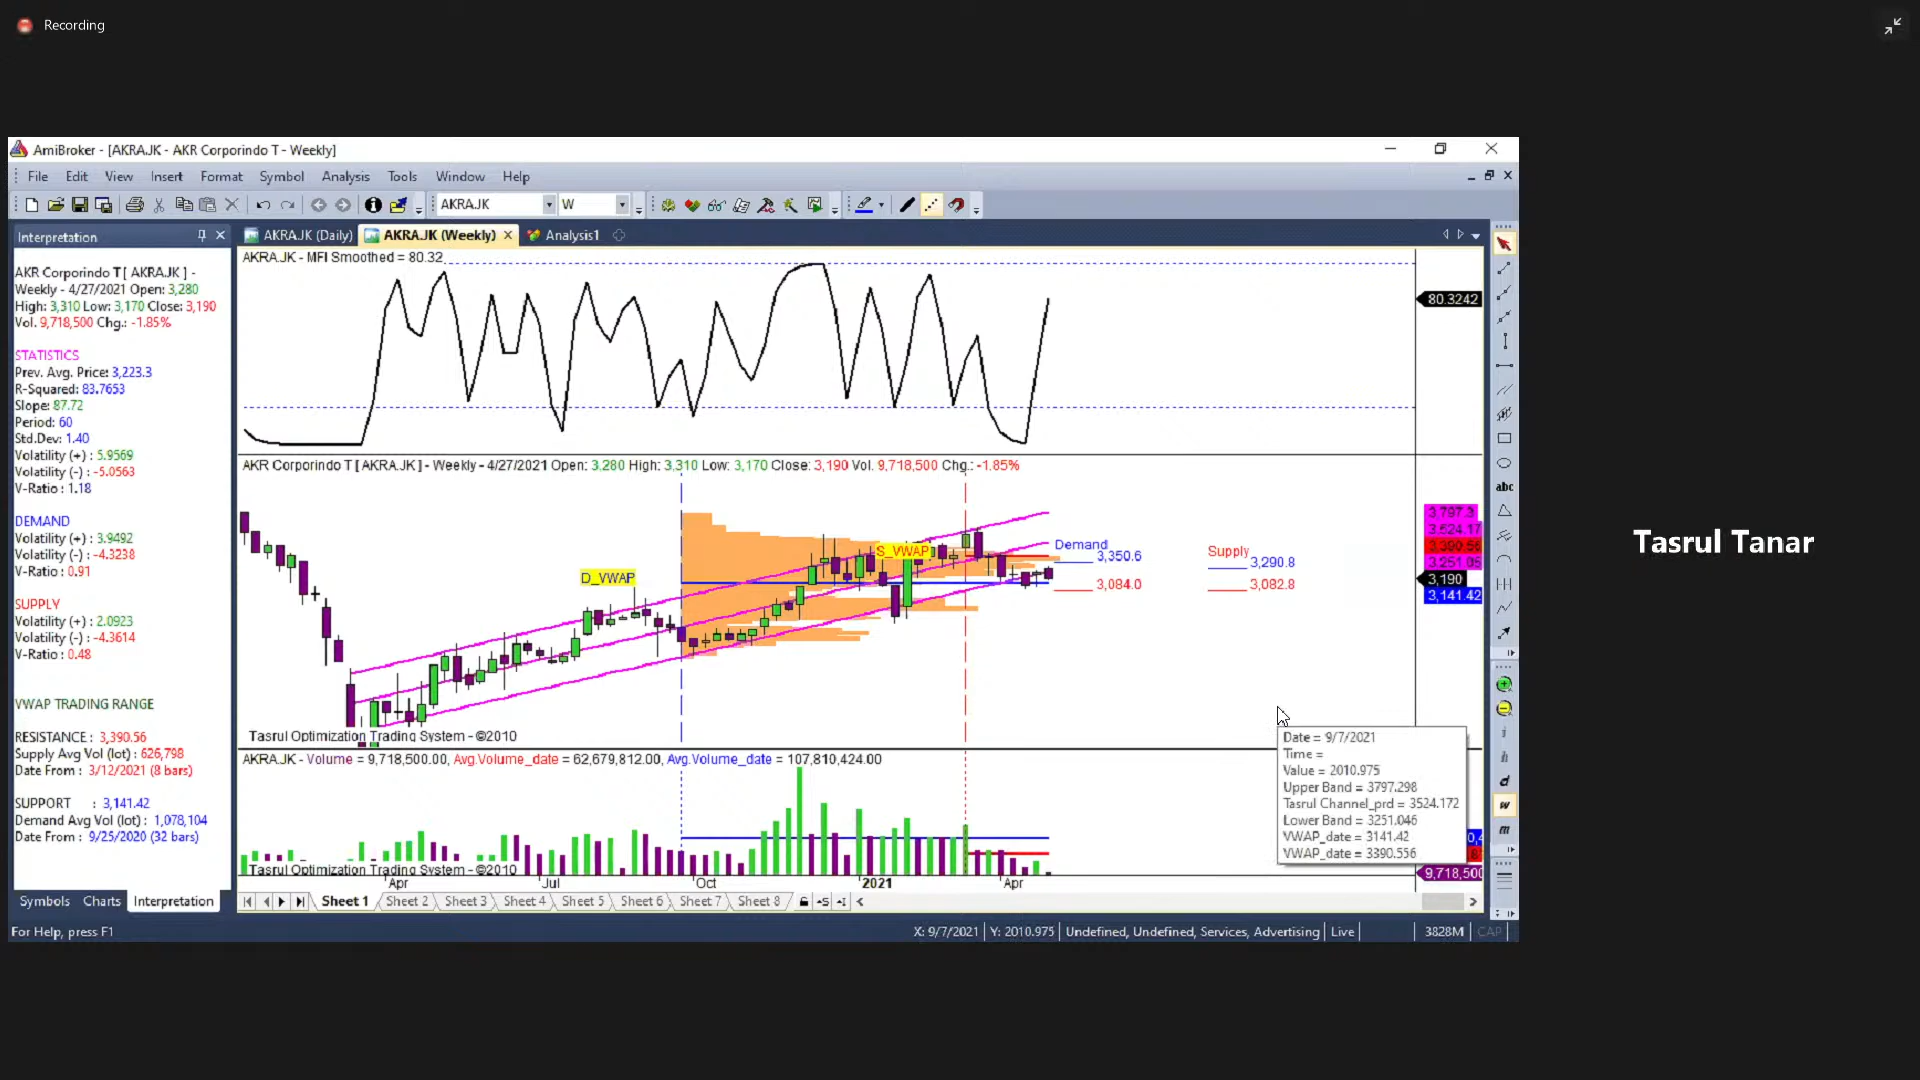 Recording
AmiBroker - [AKRA.JK - AKR Corporindo T - Weekly]
File Edit View Insert Format Symbol Analysis Tools Window Help
AKRA.JK W
Interpretation
AKRA.JK (Daily) AKRA.JK (Weekly) Analysis1
AKR Corporindo T [ AKRA.JK ] -
Weekly - 4/27/2021 Open: 3,280
High: 3,310 Low: 3,170 Close: 3,190
Vol. 9,718,500 Chg.: -1.85%
STATISTICS
Prev. Avg. Price: 3,223.3
R-Squared: 83.7653
Slope: 87.72
Period: 60
Std.Dev: 1.40
Volatility (+) : 5.9569
Volatility (-) : -5.0563
V-Ratio : 1.18
DEMAND
Volatility (+) : 3.9492
Volatility (-) : -4.3238
V-Ratio : 0.91
SUPPLY
Volatility (+) : 2.0923
Volatility (-) : -4.3614
V-Ratio : 0.48
VWAP TRADING RANGE
RESISTANCE : 3,390.56
Supply Avg Vol (lot) : 626,798
Date From : 3/12/2021 (8 bars)
SUPPORT : 3,141.42
Demand Avg Vol (lot) : 1,078,104
Date From : 9/25/2020 (32 bars)
Symbols Charts Interpretation
AKRA.JK - MFI Smoothed = 80.32
80.3242
AKR Corporindo T [ AKRA.JK ] - Weekly - 4/27/2021 Open: 3,280 High: 3,310 Low: 3,170 Close: 3,190 Vol. 9,718,500 Chg.: -1.85%
D_VWAP
S_VWAP
Demand
3,350.6
3,084.0
Supply
3,290.8
3,082.8
3,797.3
3,524.17
3,390.56
3,251.05
3,190
3,141.42
Tasrul Optimization Trading System - ©2010
AKRA.JK - Volume = 9,718,500.00, Avg.Volume_date = 62,679,812.00, Avg.Volume_date = 107,810,424.00
Tasrul Optimization Trading System - ©2010
9,718,500
Apr Jul Oct 2021 Apr
Date = 9/7/2021
Time =
Value = 2010.975
Upper Band = 3797.298
Tasrul Channel_prd = 3524.172
Lower Band = 3251.046
VWAP_date = 3141.42
VWAP_date = 3390.556
Sheet 1 Sheet 2 Sheet 3 Sheet 4 Sheet 5 Sheet 6 Sheet 7 Sheet 8
abc
d
w
m
For Help, press F1
X: 9/7/2021 Y: 2010.975 Undefined, Undefined, Services, Advertising Live 3828M CAP
Tasrul Tanar